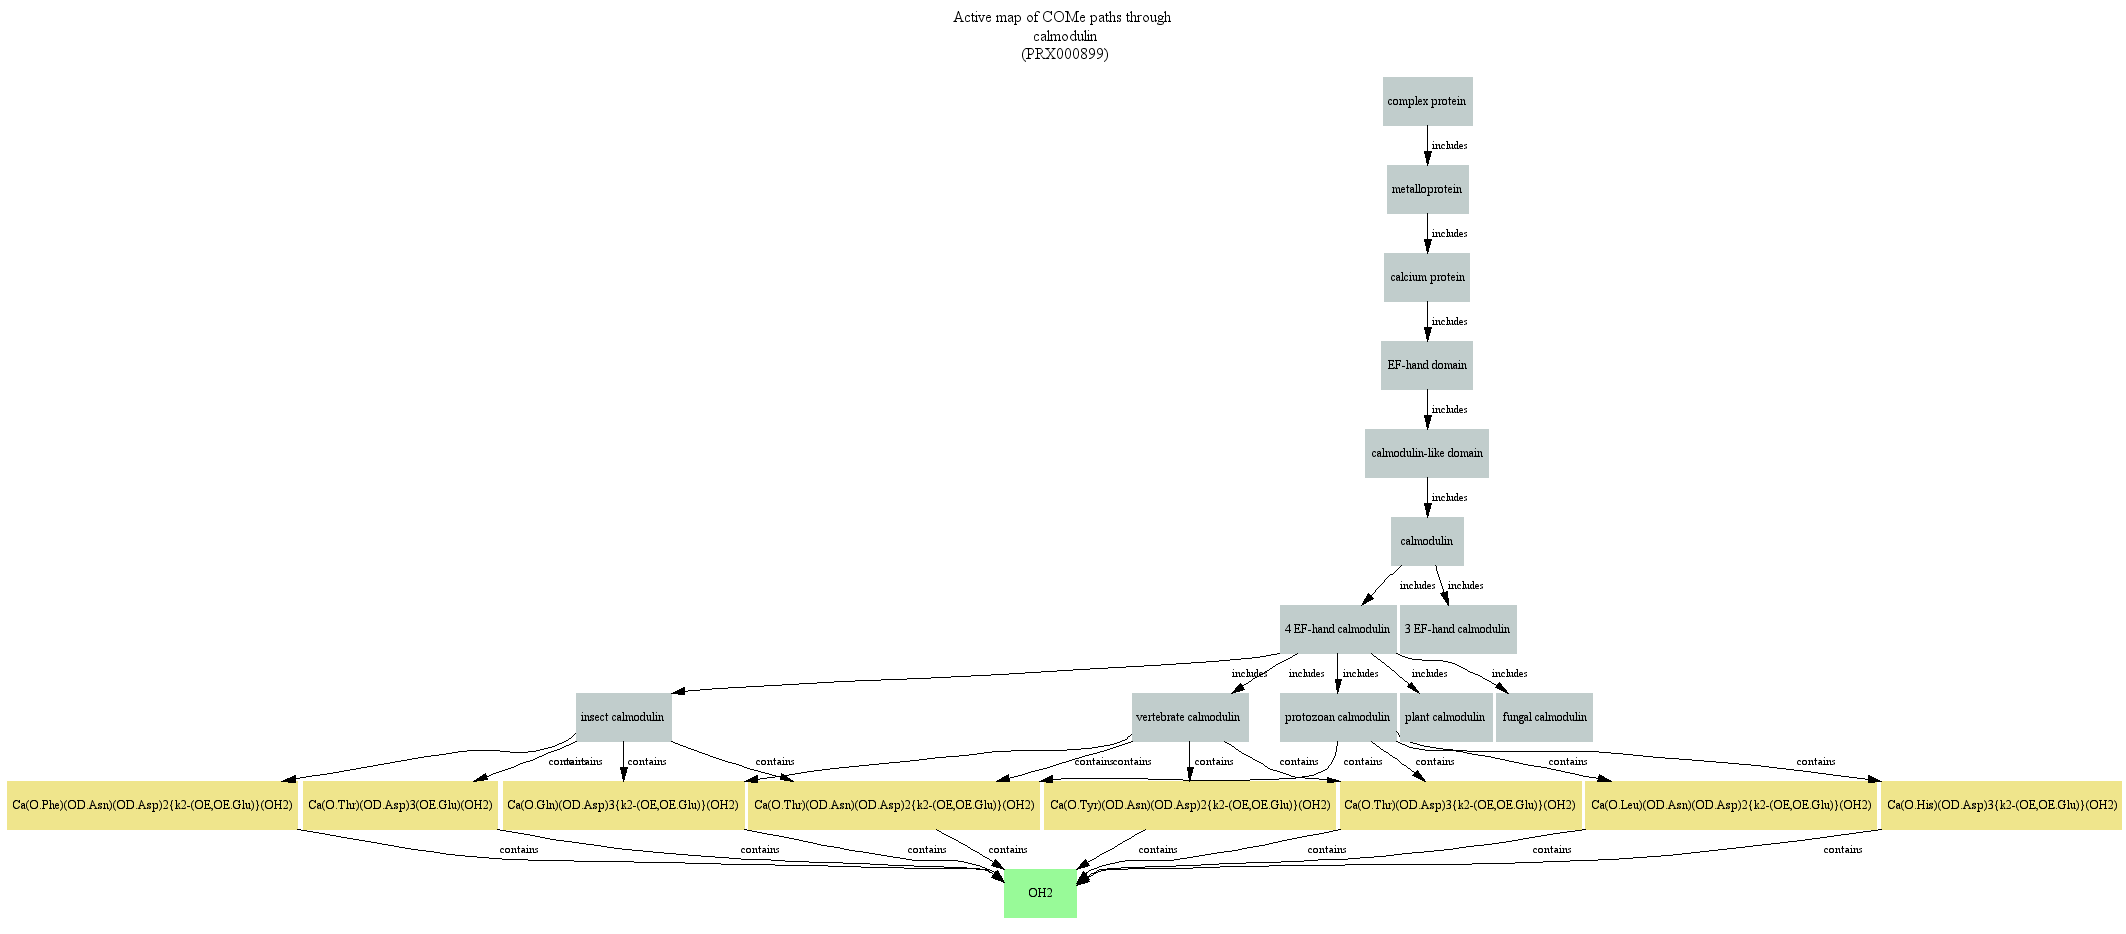 Active map of COMe paths through
calmodulin
(PRX000899)
complex protein
includes
metalloprotein
includes
calcium protein
includes
EF-hand domain
includes
calmodulin-like domain
includes
calmodulin
includes includes
4 EF-hand calmodulin 3 EF-hand calmodulin
includes includes includes includes includes
insect calmodulin vertebrate calmodulin protozoan calmodulin plant calmodulin fungal calmodulin
contains contains contains contains contains contains contains contains contains contains contains contains
Ca(O.Phe)(OD.Asn)(OD.Asp)2{k2-(OE,OE.Glu)}(OH2) Ca(O.Thr)(OD.Asp)3(OE.Glu)(OH2) Ca(O.Gln)(OD.Asp)3{k2-(OE,OE.Glu)}(OH2) Ca(O.Thr)(OD.Asn)(OD.Asp)2{k2-(OE,OE.Glu)}(OH2) Ca(O.Tyr)(OD.Asn)(OD.Asp)2{k2-(OE,OE.Glu)}(OH2) Ca(O.Thr)(OD.Asp)3{k2-(OE,OE.Glu)}(OH2) Ca(O.Leu)(OD.Asn)(OD.Asp)2{k2-(OE,OE.Glu)}(OH2) Ca(O.His)(OD.Asp)3{k2-(OE,OE.Glu)}(OH2)
contains contains contains contains contains contains contains contains
OH2